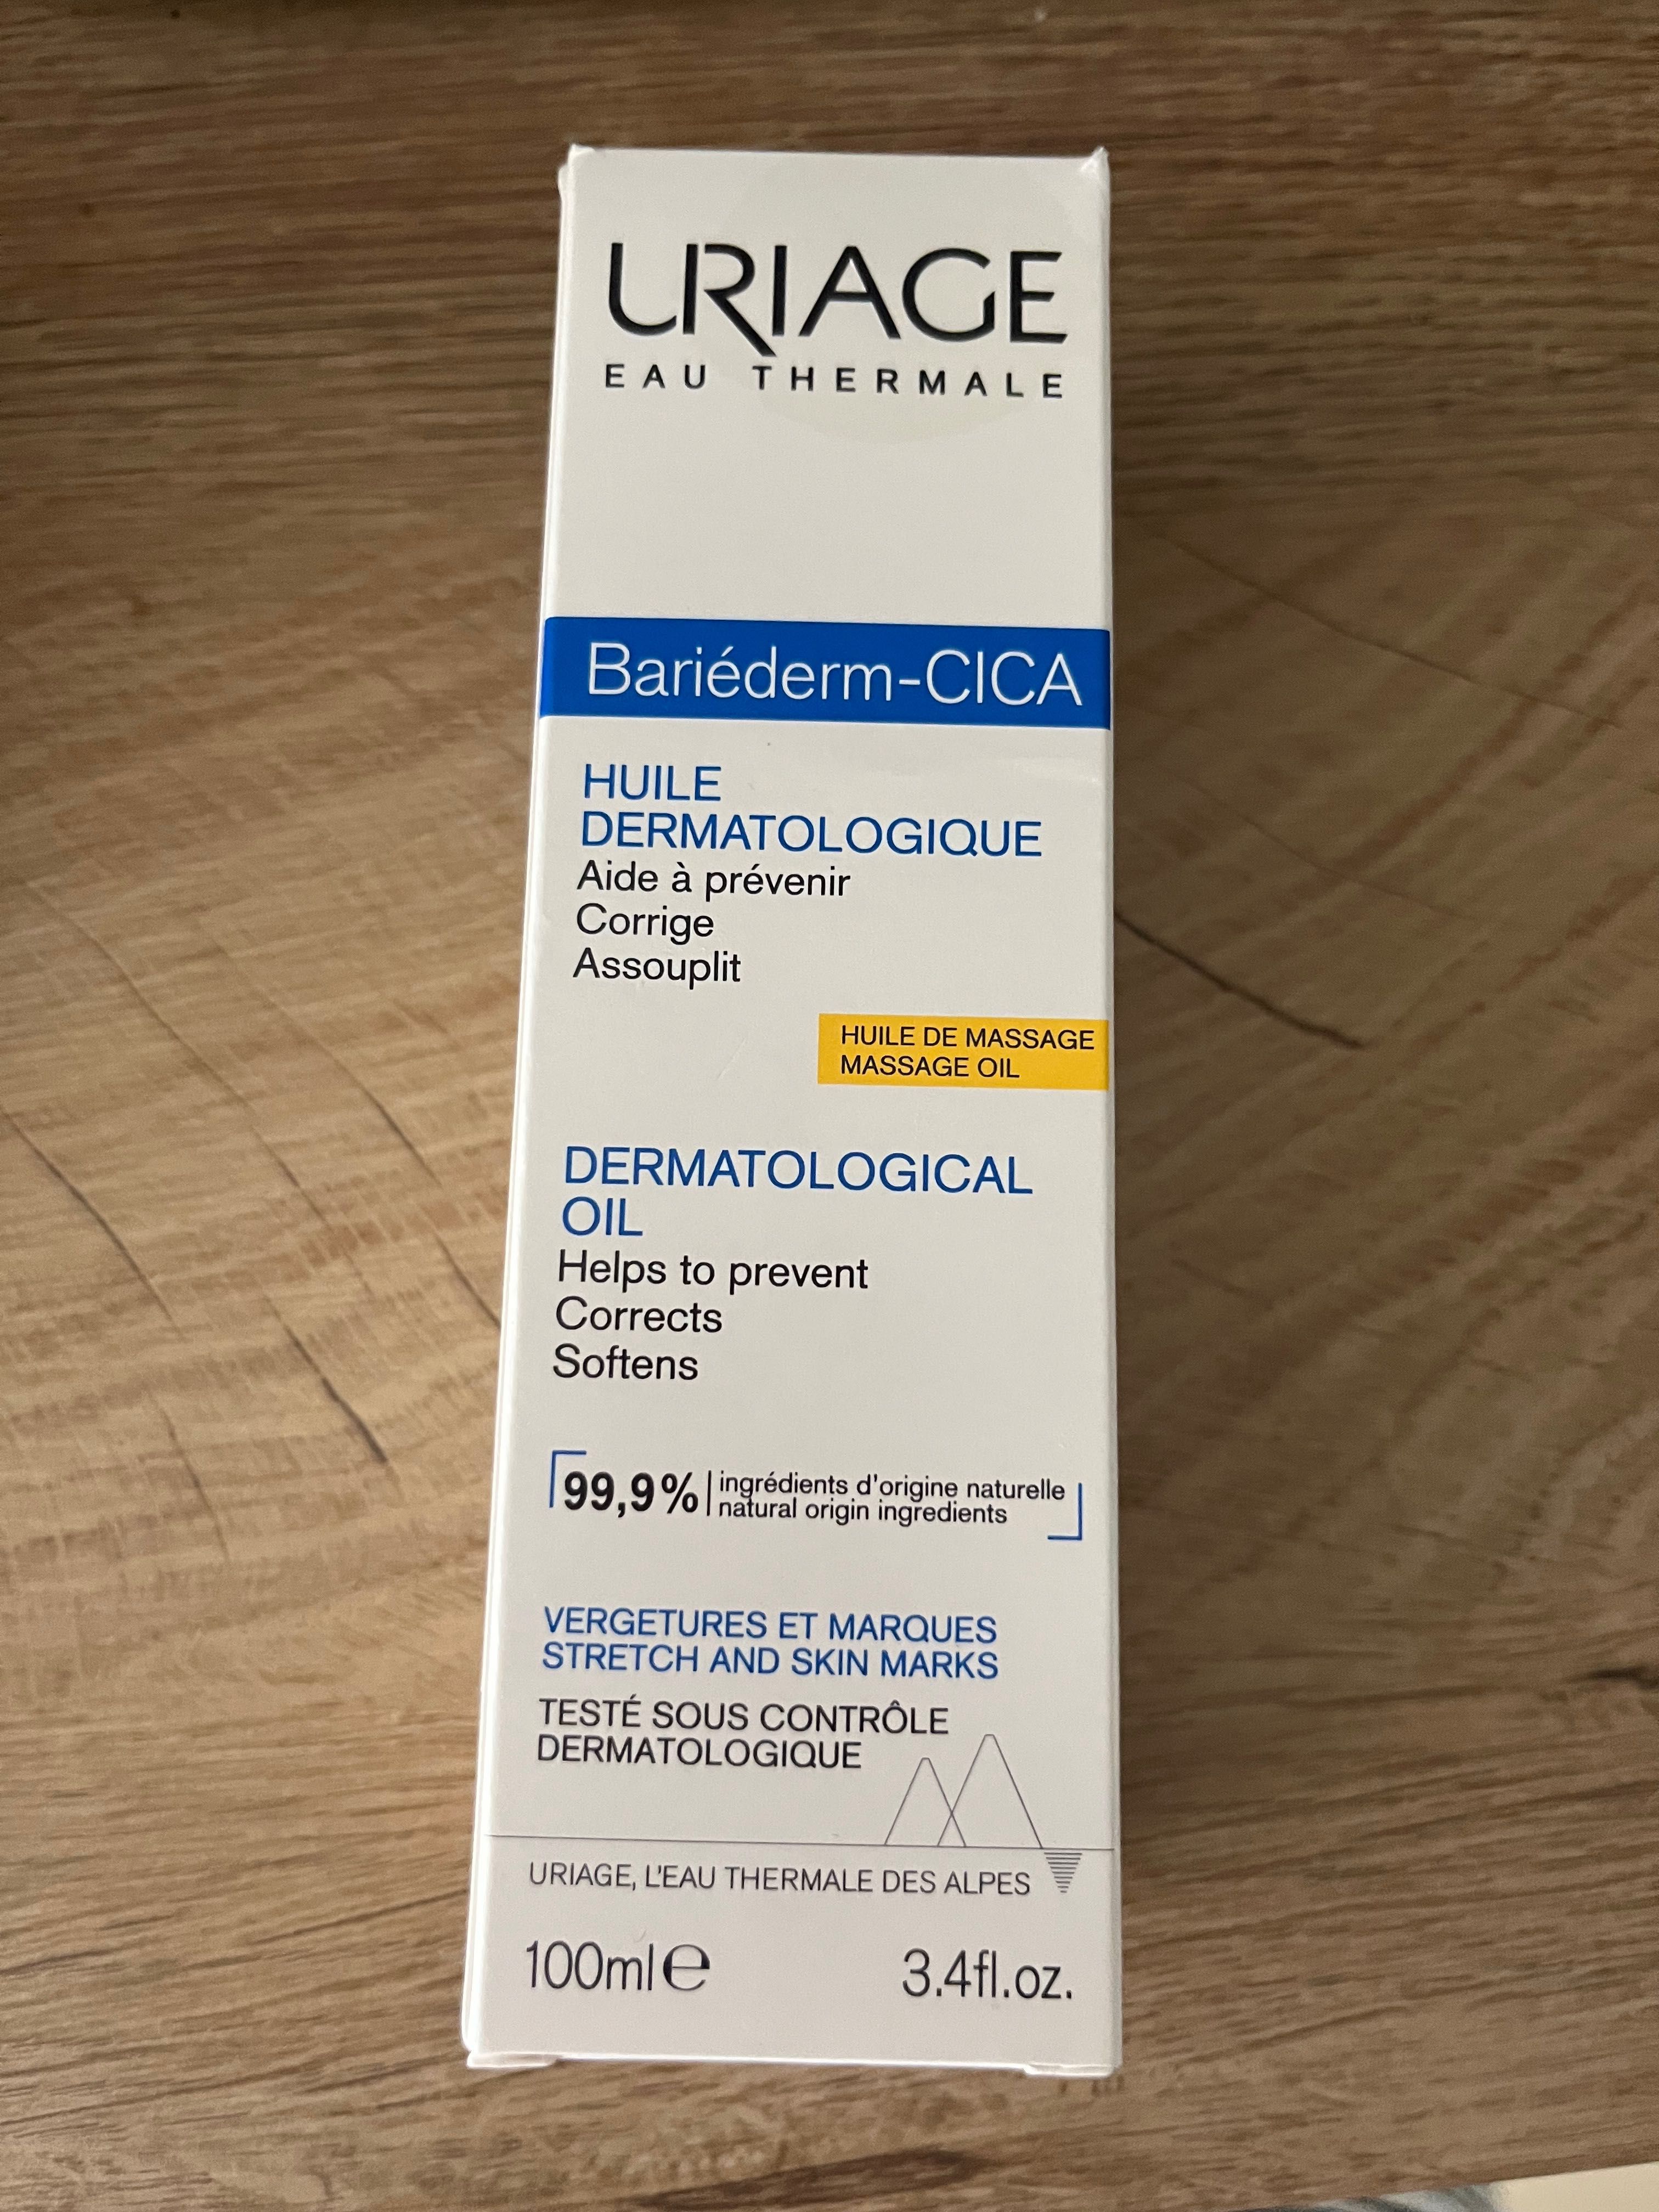 URIAGE
EAU THERMALE
Bariéderm-CICA
HUILE
DERMATOLOGIQUE
Aide à prévenir
Corrige
Assouplit
HUILE DE MASSAGE
MASSAGE OIL
DERMATOLOGICAL
OIL
Helps to prevent
Corrects
Softens
99,9% ingrédients d'origine naturelle
natural origin ingredients
VERGETURES ET MARQUES
STRETCH AND SKIN MARKS
TESTÉ SOUS CONTRÔLE
DERMATOLOGIQUE
URIAGE, L'EAU THERMALE DES ALPES
100ml℮ 3.4fl.oz.